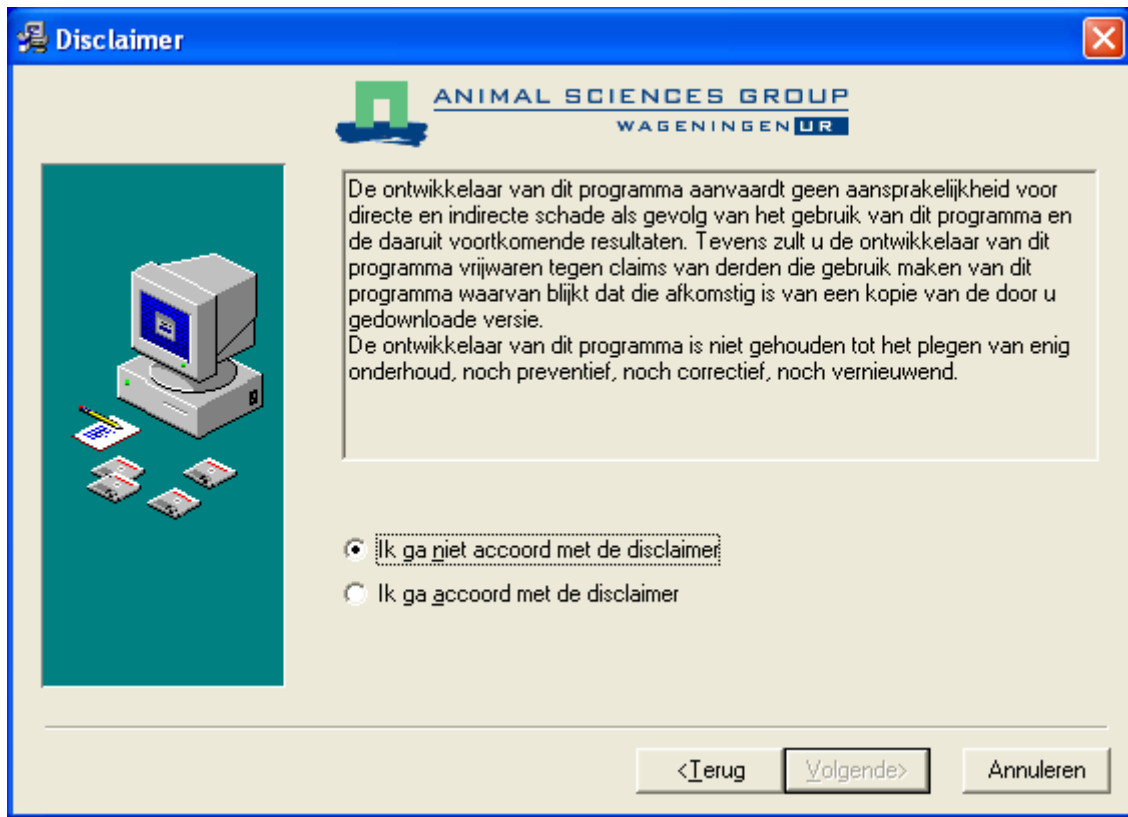 Disclaimer
ANIMAL SCIENCES GROUP
WAGENINGEN UR
De ontwikkelaar van dit programma aanvaardt geen aansprakelijkheid voor
directe en indirecte schade als gevolg van het gebruik van dit programma en
de daaruit voortkomende resultaten. Tevens zult u de ontwikkelaar van dit
programma vrijwaren tegen claims van derden die gebruik maken van dit
programma waarvan blijkt dat die afkomstig is van een kopie van de door u
gedownloade versie.
De ontwikkelaar van dit programma is niet gehouden tot het plegen van enig
onderhoud, noch preventief, noch correctief, noch vernieuwend.
Ik ga niet accoord met de disclaimer
Ik ga accoord met de disclaimer
<Terug Volgende> Annuleren